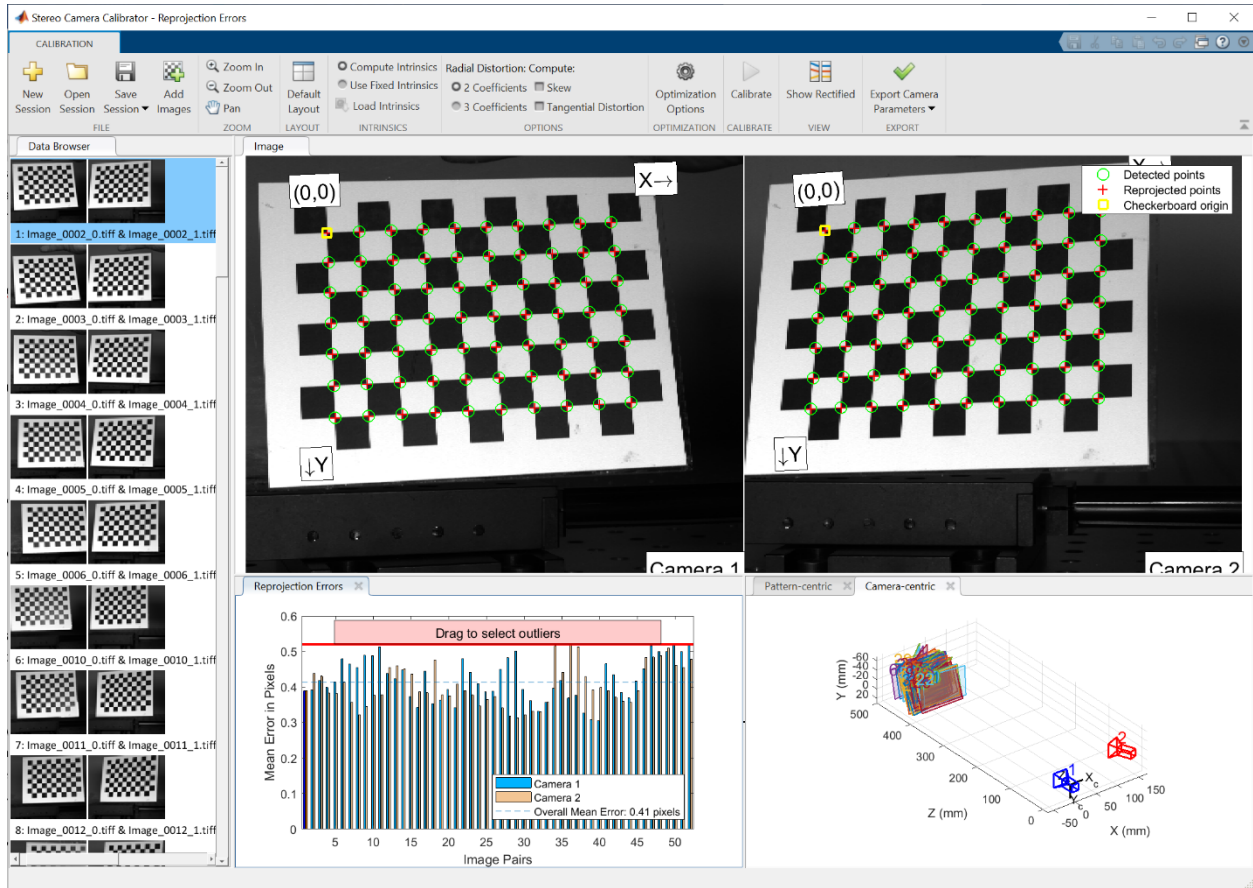 Stereo Camera Calibrator - Reprojection Errors
CALIBRATION
New Session
Open Session
Save Session
Add Images
Zoom In
Zoom Out
Pan
Default Layout
Compute Intrinsics
Use Fixed Intrinsics
Load Intrinsics
Radial Distortion: Compute:
2 Coefficients
Skew
3 Coefficients
Tangential Distortion
Optimization Options
Calibrate
Show Rectified
Export Camera Parameters
FILE
ZOOM
LAYOUT
INTRINSICS
OPTIONS
OPTIMIZATION
CALIBRATE
VIEW
EXPORT
Data Browser
1: Image_0002_0.tiff & Image_0002_1.tiff
2: Image_0003_0.tiff & Image_0003_1.tiff
3: Image_0004_0.tiff & Image_0004_1.tiff
4: Image_0005_0.tiff & Image_0005_1.tiff
5: Image_0006_0.tiff & Image_0006_1.tiff
6: Image_0010_0.tiff & Image_0010_1.tiff
7: Image_0011_0.tiff & Image_0011_1.tiff
8: Image_0012_0.tiff & Image_0012_1.tiff
Image
(0,0)
X→
↓Y
Camera 1
(0,0)
X→
↓Y
Camera 2
Detected points
Reprojected points
Checkerboard origin
Reprojection Errors
Drag to select outliers
Mean Error in Pixels
0.6
0.5
0.4
0.3
0.2
0.1
0
Camera 1
Camera 2
Overall Mean Error: 0.41 pixels
5 10 15 20 25 30 35 40 45 50
Image Pairs
Pattern-centric
Camera-centric
Y (mm)
-60
-40
-20
0
20
500
400
300
200
100
0
Z (mm)
-50
0
50
100
150
X (mm)
1
2
Xc
Yc